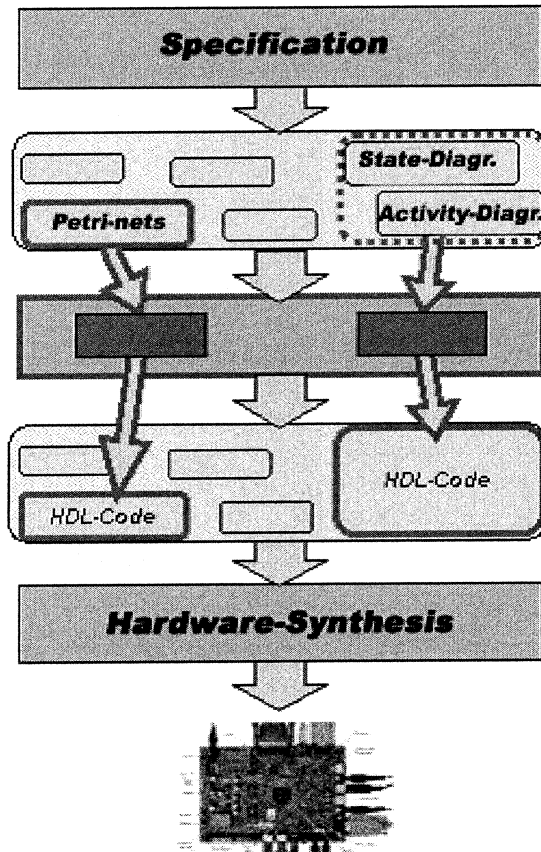 Specification
State-Diagr.
Activity-Diagr.
Petri-nets
HDL-Code
HDL-Code
Hardware-Synthesis